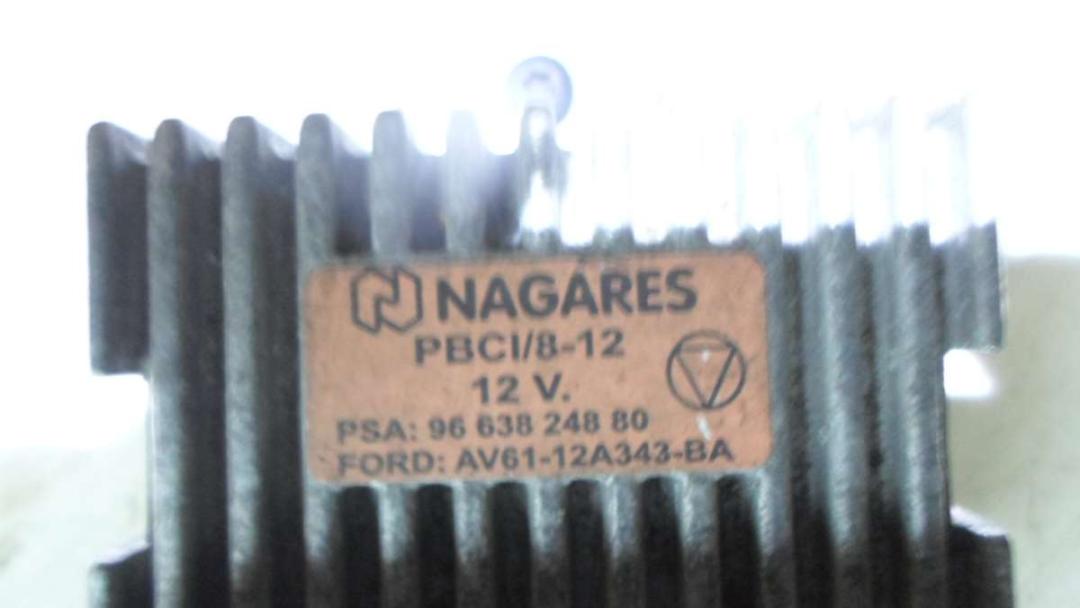 NAGARES
PBCI/8-12
12 V.
PSA: 96 638 248 80
FORD: AV61-12A343-BA